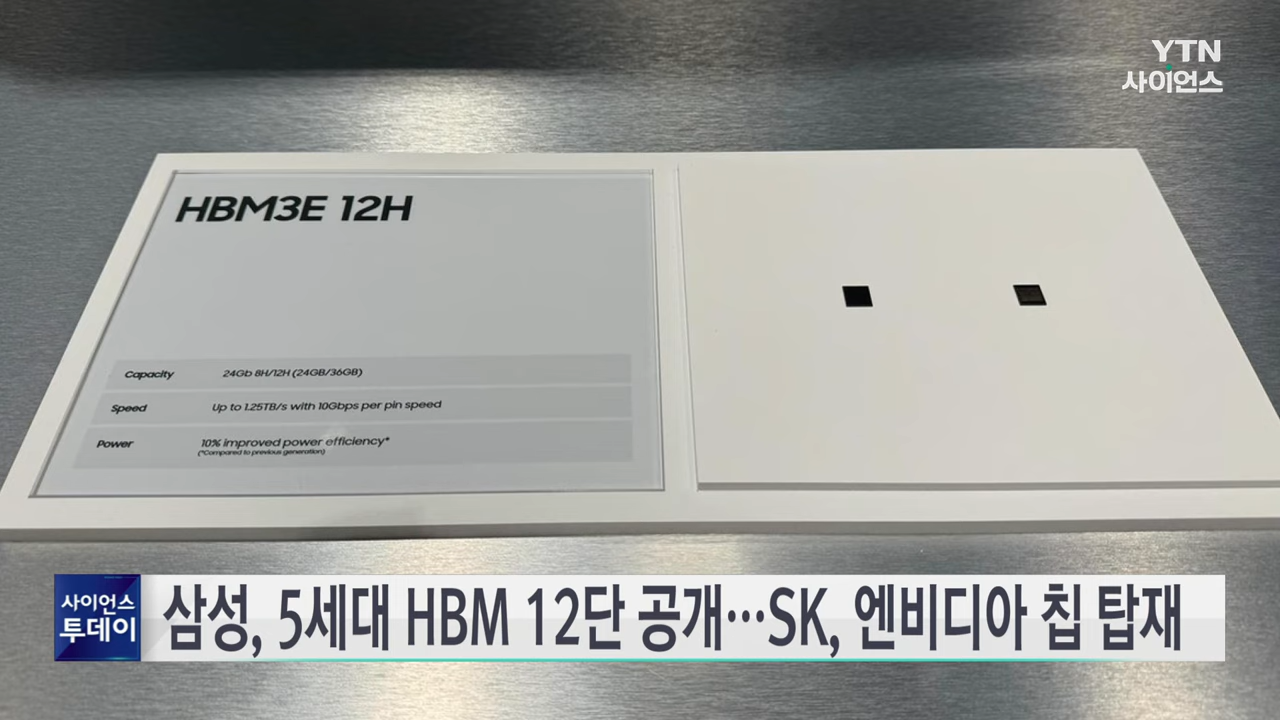 YTN
사이언스
HBM3E 12H
Capacity 24Gb 8H/12H (24GB/36GB)
Speed Up to 1.25TB/s with 10Gbps per pin speed
Power 10% improved power efficiency*
(*Compared to previous generation)
사이언스
투데이
삼성, 5세대 HBM 12단 공개…SK, 엔비디아 칩 탑재